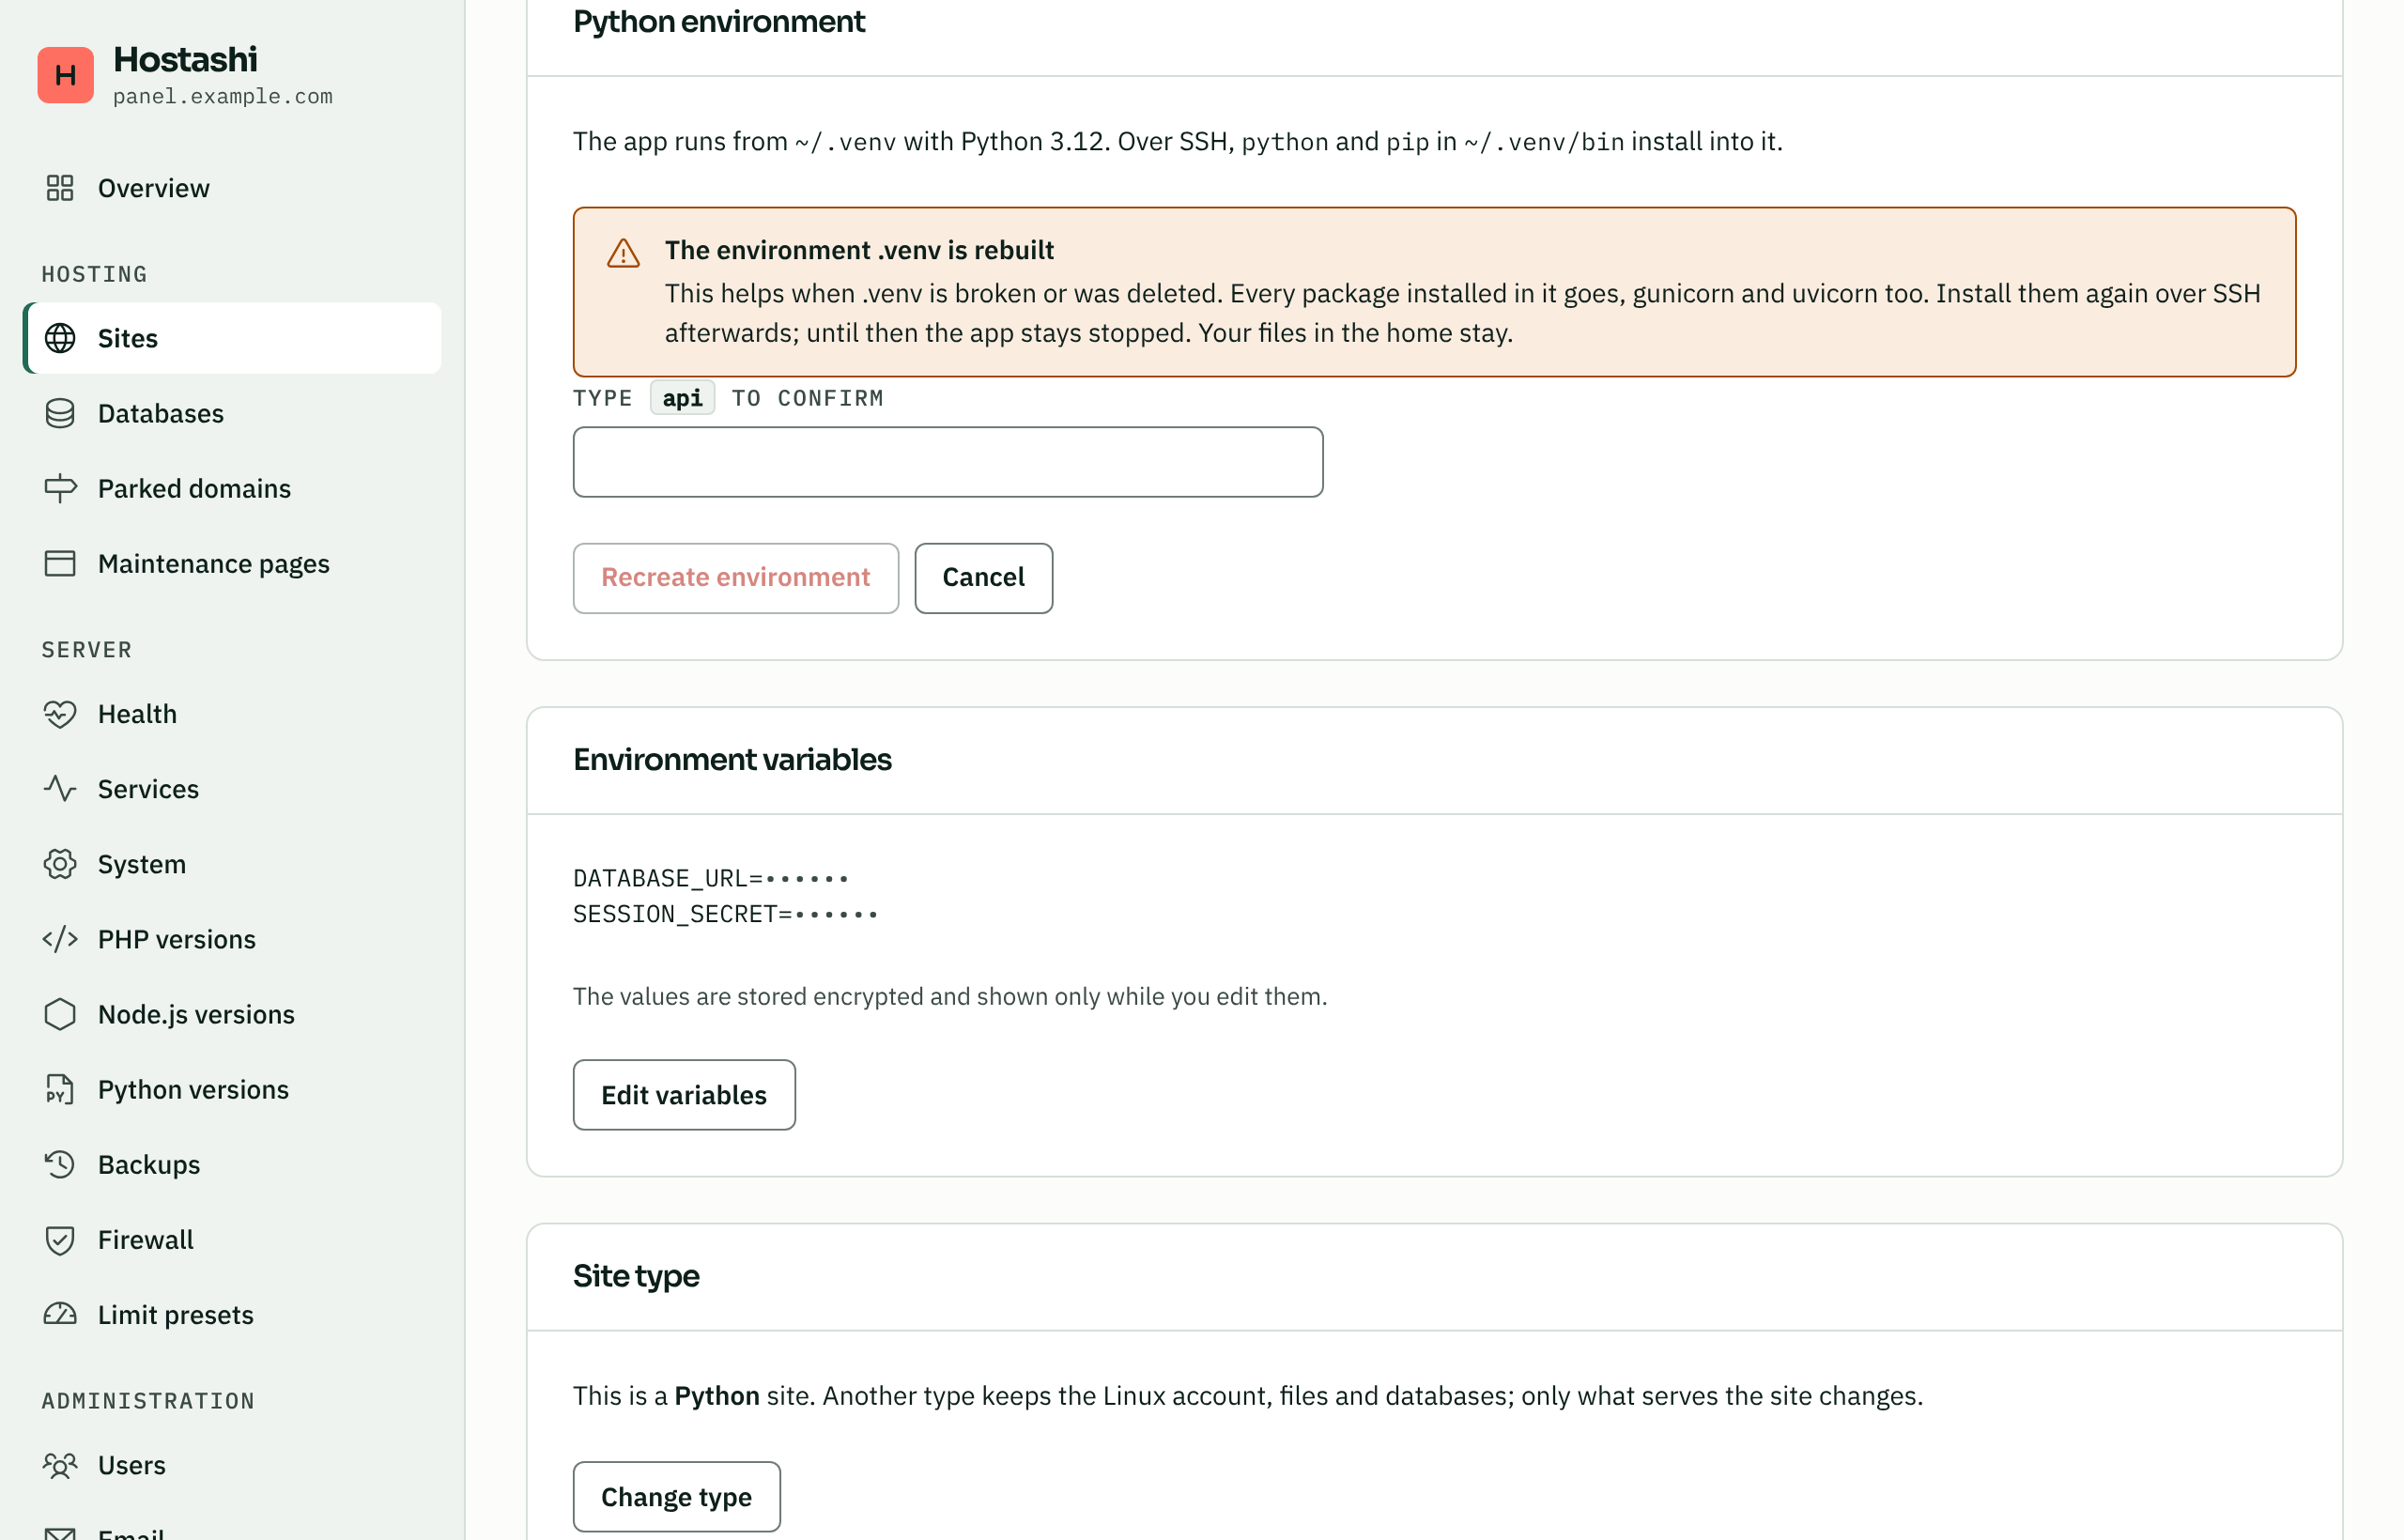 H
Hostashi
panel.example.com
Overview
HOSTING
Sites
Databases
Parked domains
Maintenance pages
SERVER
Health
Services
System
PHP versions
Node.js versions
PY
Python versions
Backups
Firewall
Limit presets
ADMINISTRATION
Users
Email
Python environment
The app runs from ~/.venv with Python 3.12. Over SSH, python and pip in ~/.venv/bin install into it.
The environment .venv is rebuilt
This helps when .venv is broken or was deleted. Every package installed in it goes, gunicorn and uvicorn too. Install them again over SSH
afterwards; until then the app stays stopped. Your files in the home stay.
TYPE api TO CONFIRM
Recreate environment
Cancel
Environment variables
DATABASE_URL=••••••
SESSION_SECRET=••••••
The values are stored encrypted and shown only while you edit them.
Edit variables
Site type
This is a Python site. Another type keeps the Linux account, files and databases; only what serves the site changes.
Change type